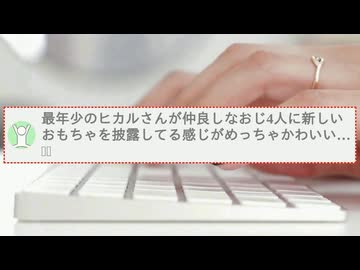 最年少のヒカルさんが仲良しなおじ4人に新しい
おもちゃを披露してる感じがめっちゃかわいい…